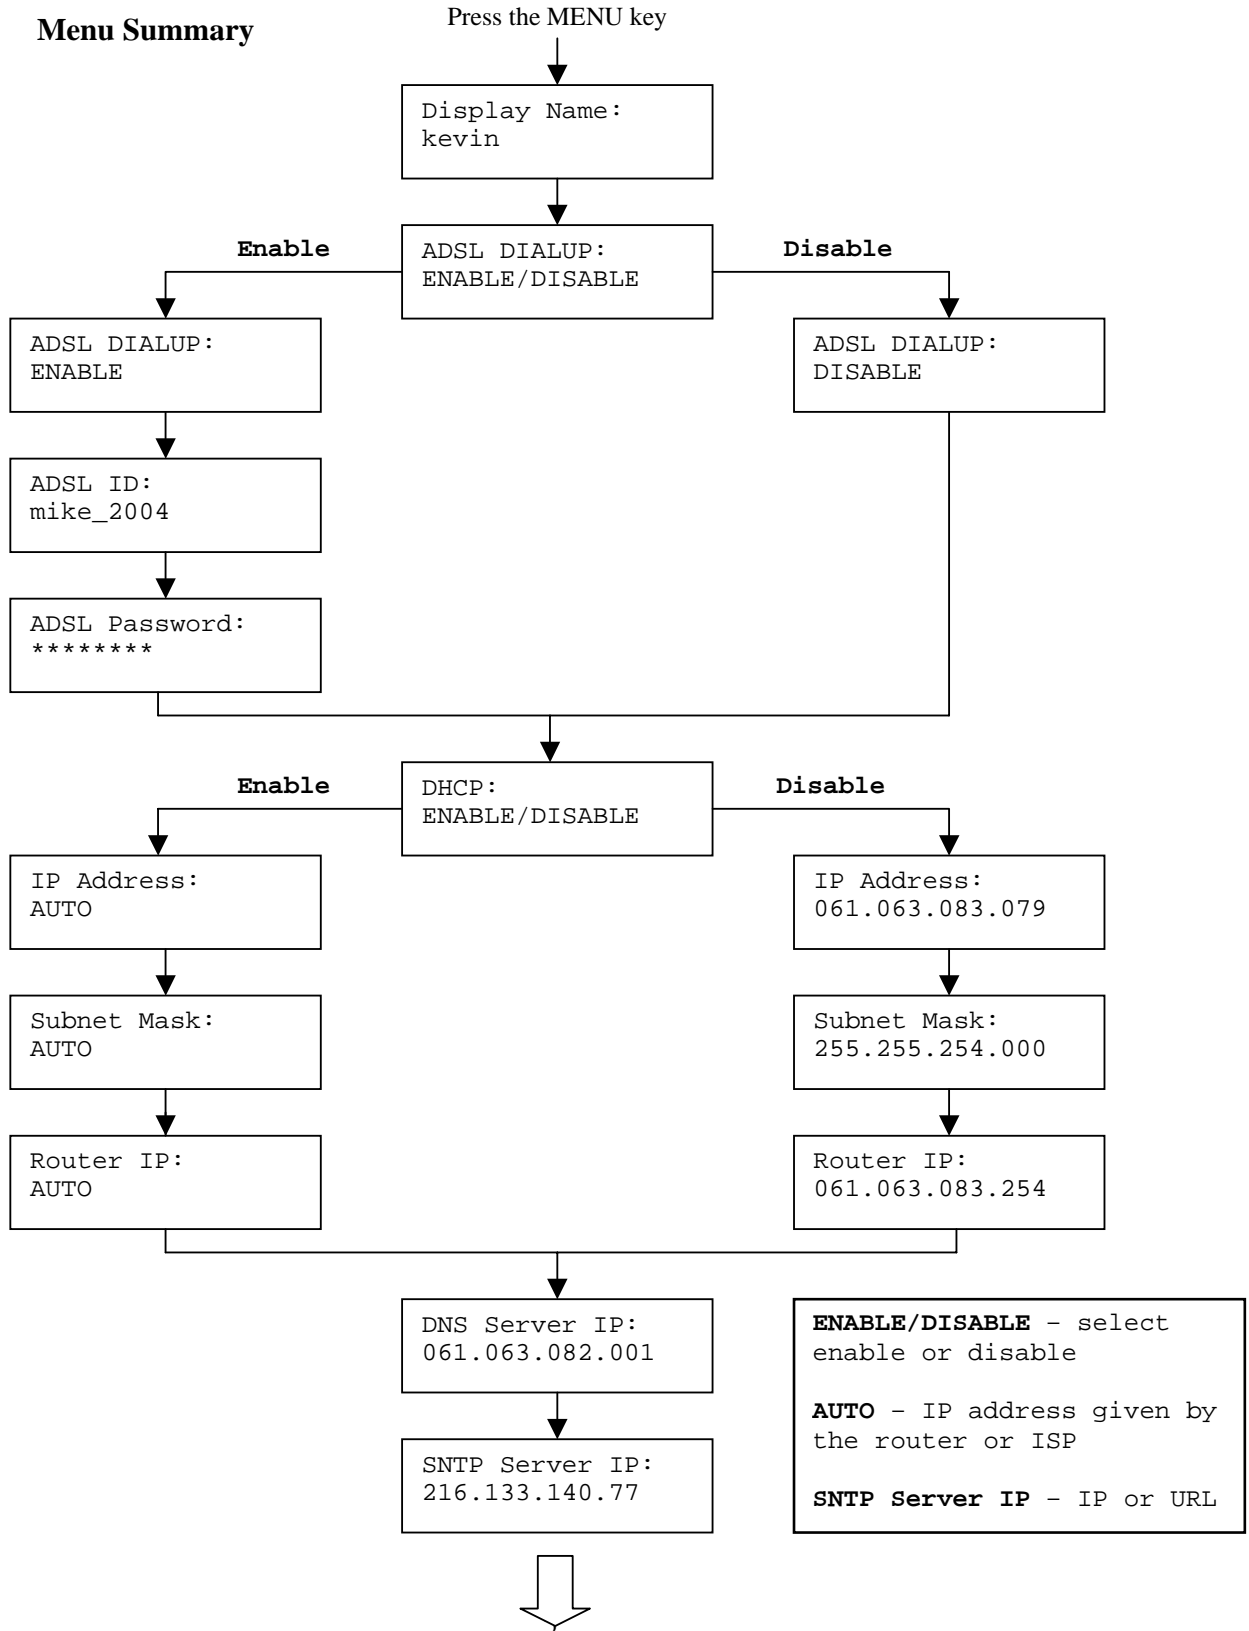 Menu Summary
Press the MENU key
Display Name:
kevin
Enable
ADSL DIALUP:
ENABLE/DISABLE
Disable
ADSL DIALUP:
ENABLE
ADSL DIALUP:
DISABLE
ADSL ID:
mike_2004
ADSL Password:
********
Enable
DHCP:
ENABLE/DISABLE
Disable
IP Address:
AUTO
IP Address:
061.063.083.079
Subnet Mask:
AUTO
Subnet Mask:
255.255.254.000
Router IP:
AUTO
Router IP:
061.063.083.254
DNS Server IP:
061.063.082.001
SNTP Server IP:
216.133.140.77
ENABLE/DISABLE – select
enable or disable
AUTO – IP address given by
the router or ISP
SNTP Server IP – IP or URL